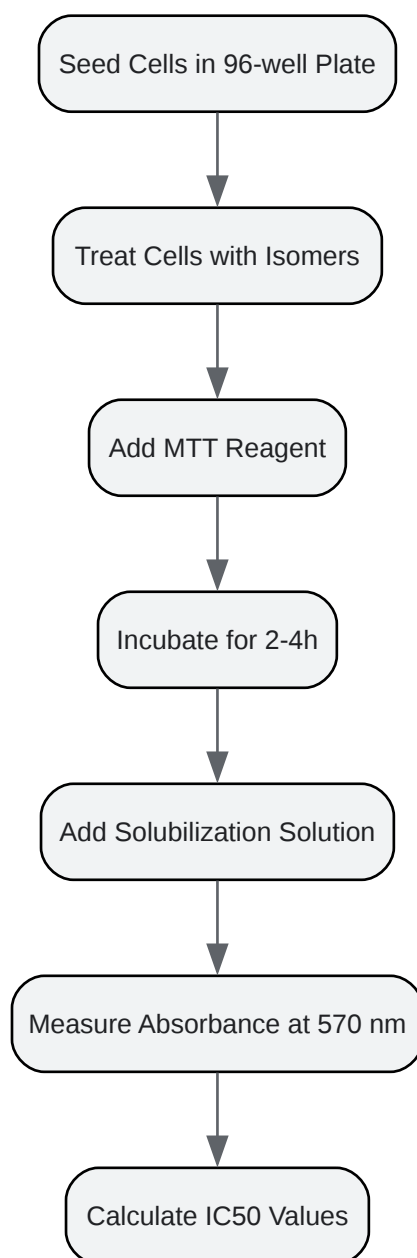 Seed Cells in 96-well Plate
Treat Cells with Isomers
Add MTT Reagent
Incubate for 2-4h
Add Solubilization Solution
Measure Absorbance at 570 nm
Calculate IC50 Values